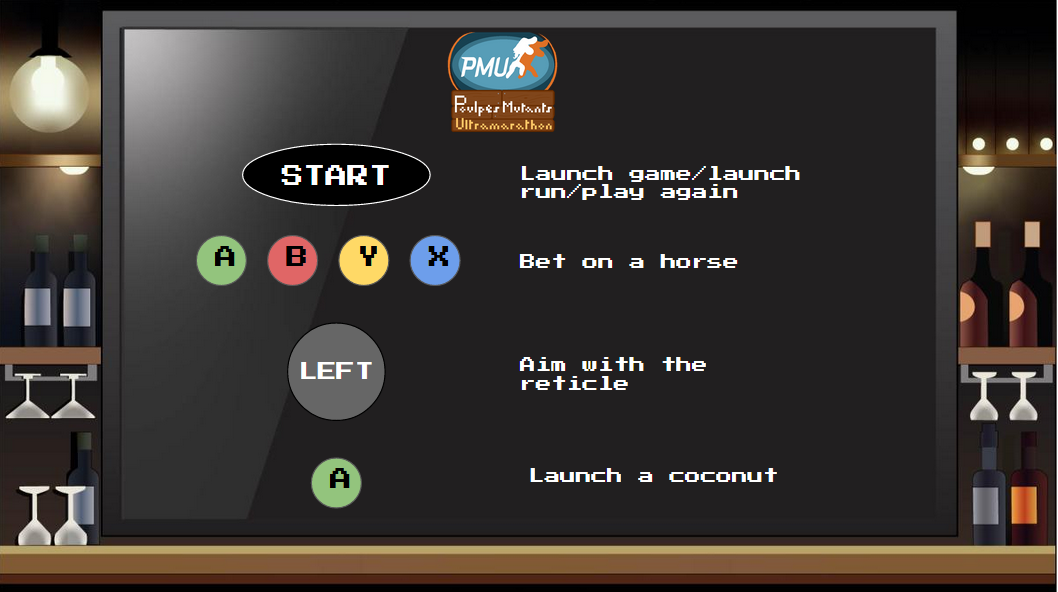 PMU
Poulpes Mutants
Ultramarathon
START
Launch game/launch
run/play again
A B Y X
Bet on a horse
LEFT
Aim with the
reticle
A
Launch a coconut